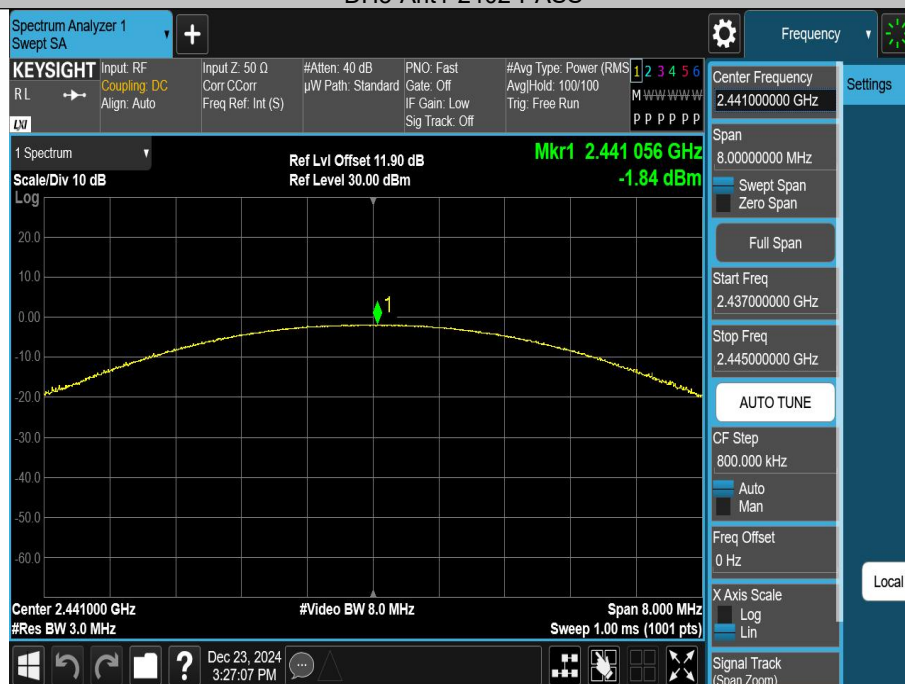 Spectrum Analyzer 1
Swept SA
Frequency
KEYSIGHT
RL
LXI
Input: RF
Coupling: DC
Align: Auto
Input Z: 50 Ω
Corr CCorr
Freq Ref: Int (S)
#Atten: 40 dB
µW Path: Standard
PNO: Fast
Gate: Off
IF Gain: Low
Sig Track: Off
#Avg Type: Power (RMS
Avg|Hold: 100/100
Trig: Free Run
1 2 3 4 5 6
M W W W W W
P P P P P P
1 Spectrum
Scale/Div 10 dB
Log
Ref Lvl Offset 11.90 dB
Ref Level 30.00 dBm
Mkr1 2.441 056 GHz
-1.84 dBm
20.0
10.0
0.00
-10.0
-20.0
-30.0
-40.0
-50.0
-60.0
1
Center 2.441000 GHz
#Res BW 3.0 MHz
#Video BW 8.0 MHz
Span 8.000 MHz
Sweep 1.00 ms (1001 pts)
Center Frequency
2.441000000 GHz
Span
8.00000000 MHz
Swept Span
Zero Span
Full Span
Start Freq
2.437000000 GHz
Stop Freq
2.445000000 GHz
AUTO TUNE
CF Step
800.000 kHz
Auto
Man
Freq Offset
0 Hz
X Axis Scale
Log
Lin
Signal Track
(Span Zoom)
Settings
Local
?
Dec 23, 2024
3:27:07 PM